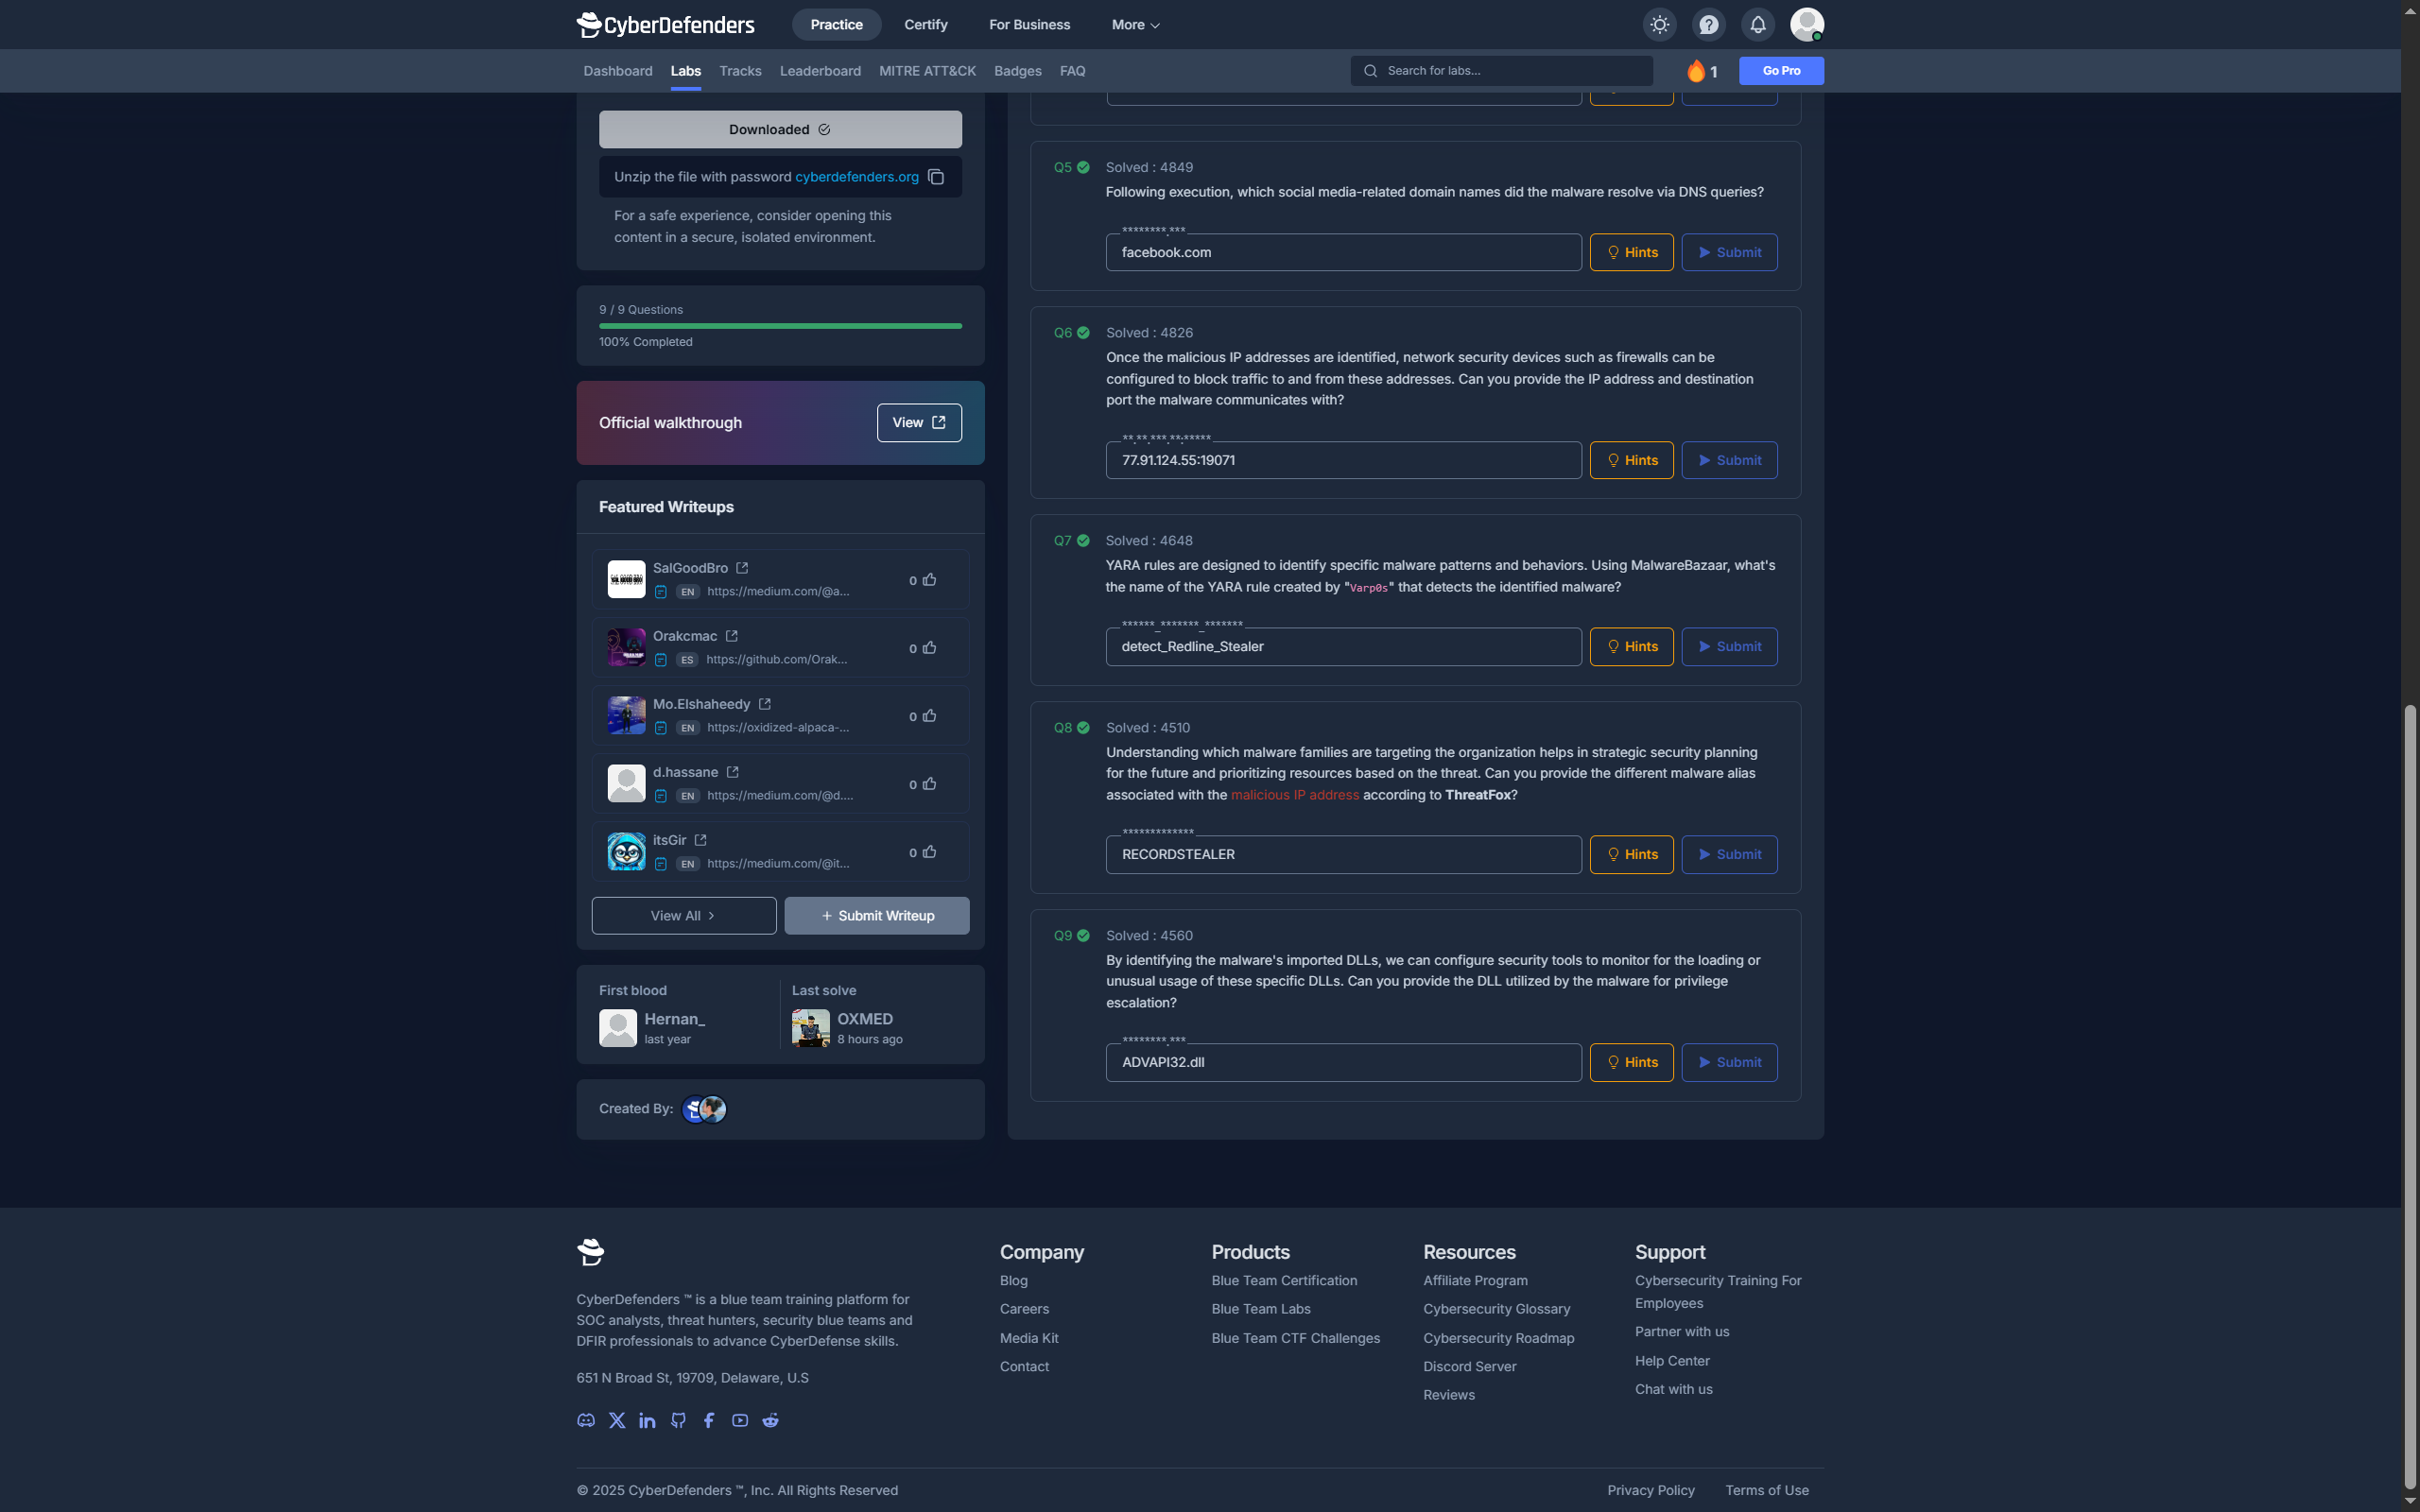 CyberDefenders
Practice
Certify
For Business
More
Dashboard
Labs
Tracks
Leaderboard
MITRE ATT&CK
Badges
FAQ
Search for labs...
1
Go Pro
Downloaded
Unzip the file with password cyberdefenders.org
For a safe experience, consider opening this
content in a secure, isolated environment.
9 / 9 Questions
100% Completed
Official walkthrough
View
Featured Writeups
SalGoodBro
EN https://medium.com/@a...
0
Orakcmac
ES https://github.com/Orak...
0
Mo.Elshaheedy
EN https://oxidized-alpaca-...
0
d.hassane
EN https://medium.com/@d....
0
itsGir
EN https://medium.com/@it...
0
View All
+ Submit Writeup
First blood
Hernan_
last year
Last solve
OXMED
8 hours ago
Created By:
Q5 Solved : 4849
Following execution, which social media-related domain names did the malware resolve via DNS queries?
********.***
facebook.com
Hints
Submit
Q6 Solved : 4826
Once the malicious IP addresses are identified, network security devices such as firewalls can be
configured to block traffic to and from these addresses. Can you provide the IP address and destination
port the malware communicates with?
**.**.***.**:*****
77.91.124.55:19071
Hints
Submit
Q7 Solved : 4648
YARA rules are designed to identify specific malware patterns and behaviors. Using MalwareBazaar, what's
the name of the YARA rule created by "Varp0s" that detects the identified malware?
******_*******_*******
detect_Redline_Stealer
Hints
Submit
Q8 Solved : 4510
Understanding which malware families are targeting the organization helps in strategic security planning
for the future and prioritizing resources based on the threat. Can you provide the different malware alias
associated with the malicious IP address according to ThreatFox?
*************
RECORDSTEALER
Hints
Submit
Q9 Solved : 4560
By identifying the malware's imported DLLs, we can configure security tools to monitor for the loading or
unusual usage of these specific DLLs. Can you provide the DLL utilized by the malware for privilege
escalation?
********.***
ADVAPI32.dll
Hints
Submit
CyberDefenders ™ is a blue team training platform for
SOC analysts, threat hunters, security blue teams and
DFIR professionals to advance CyberDefense skills.
651 N Broad St, 19709, Delaware, U.S
Company
Blog
Careers
Media Kit
Contact
Products
Blue Team Certification
Blue Team Labs
Blue Team CTF Challenges
Resources
Affiliate Program
Cybersecurity Glossary
Cybersecurity Roadmap
Discord Server
Reviews
Support
Cybersecurity Training For
Employees
Partner with us
Help Center
Chat with us
© 2025 CyberDefenders ™, Inc. All Rights Reserved
Privacy Policy
Terms of Use